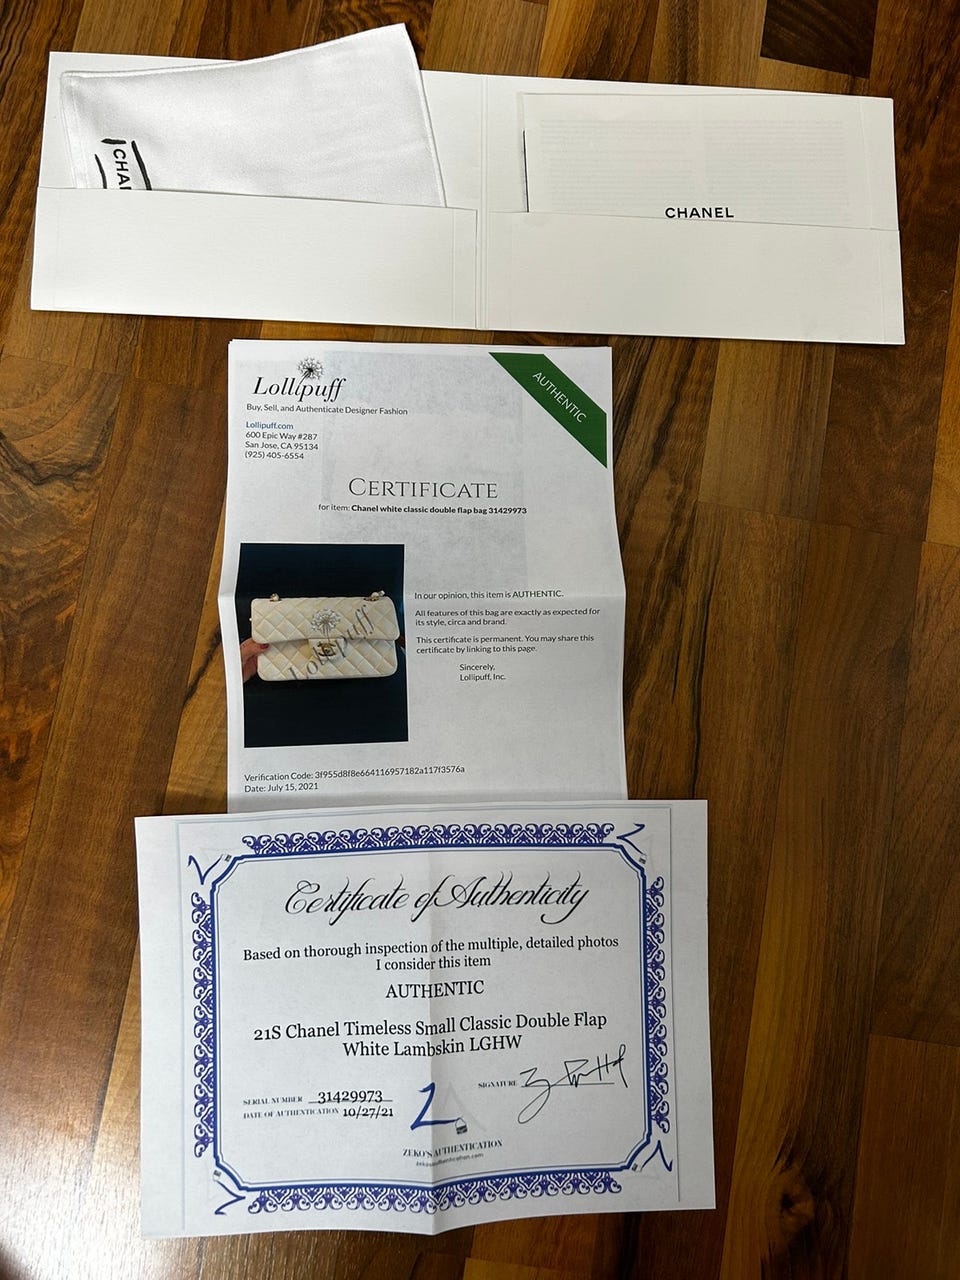 CHA
CHANEL
Lollipuff
Buy, Sell, and Authenticate Designer Fashion
Lollipuff.com
600 Epic Way #287
San Jose, CA 95134
(925) 405-6554
AUTHENTIC
CERTIFICATE
for item: Chanel white classic double flap bag 31429973
In our opinion, this item is AUTHENTIC.
All features of this bag are exactly as expected for
its style, circa and brand.
This certificate is permanent. You may share this
certificate by linking to this page.
Sincerely,
Lollipuff, Inc.
Lollipuff
Verification Code: 3f955d8f8e664116957182a117f3576a
Date: July 15, 2021
Certificate of Authenticity
Based on thorough inspection of the multiple, detailed photos
I consider this item
AUTHENTIC
21S Chanel Timeless Small Classic Double Flap
White Lambskin LGHW
SERIAL NUMBER 31429973
DATE OF AUTHENTICATION 10/27/21
SIGNATURE
ZEKO'S AUTHENTICATION
zekosauthentication.com